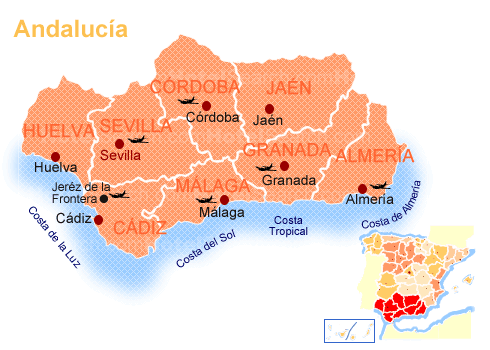 Andalucía
CÓRDOBA
JAÉN
Córdoba
Jaén
HUELVA
SEVILLA
Sevilla
Huelva
GRANADA
Granada
ALMERÍA
Almería
MÁLAGA
Málaga
Jeréz de la
Frontera
Cádiz
CÁDIZ
Costa de la Luz
Costa del Sol
Costa
Tropical
Costa de Almería